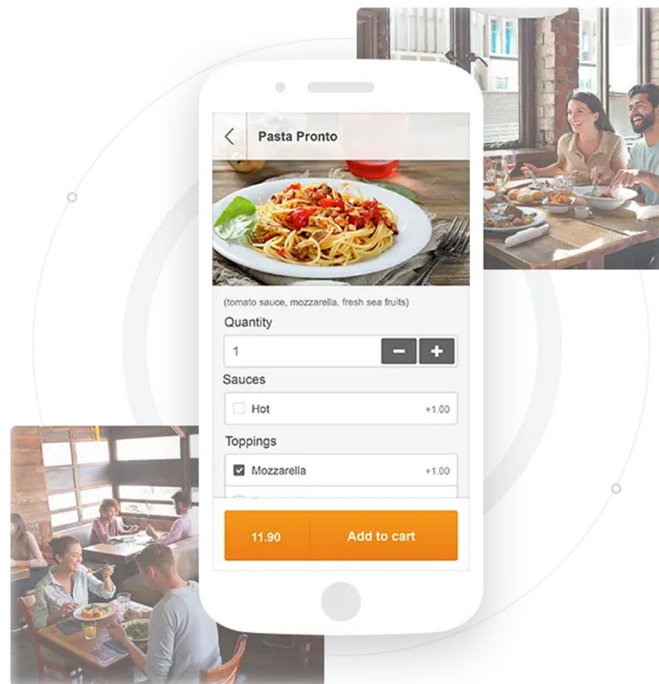 Pasta Pronto
(tomato sauce, mozzarella, fresh sea fruits)
Quantity
1
Sauces
Hot +1.00
Toppings
Mozzarella +1.00
11.90 Add to cart